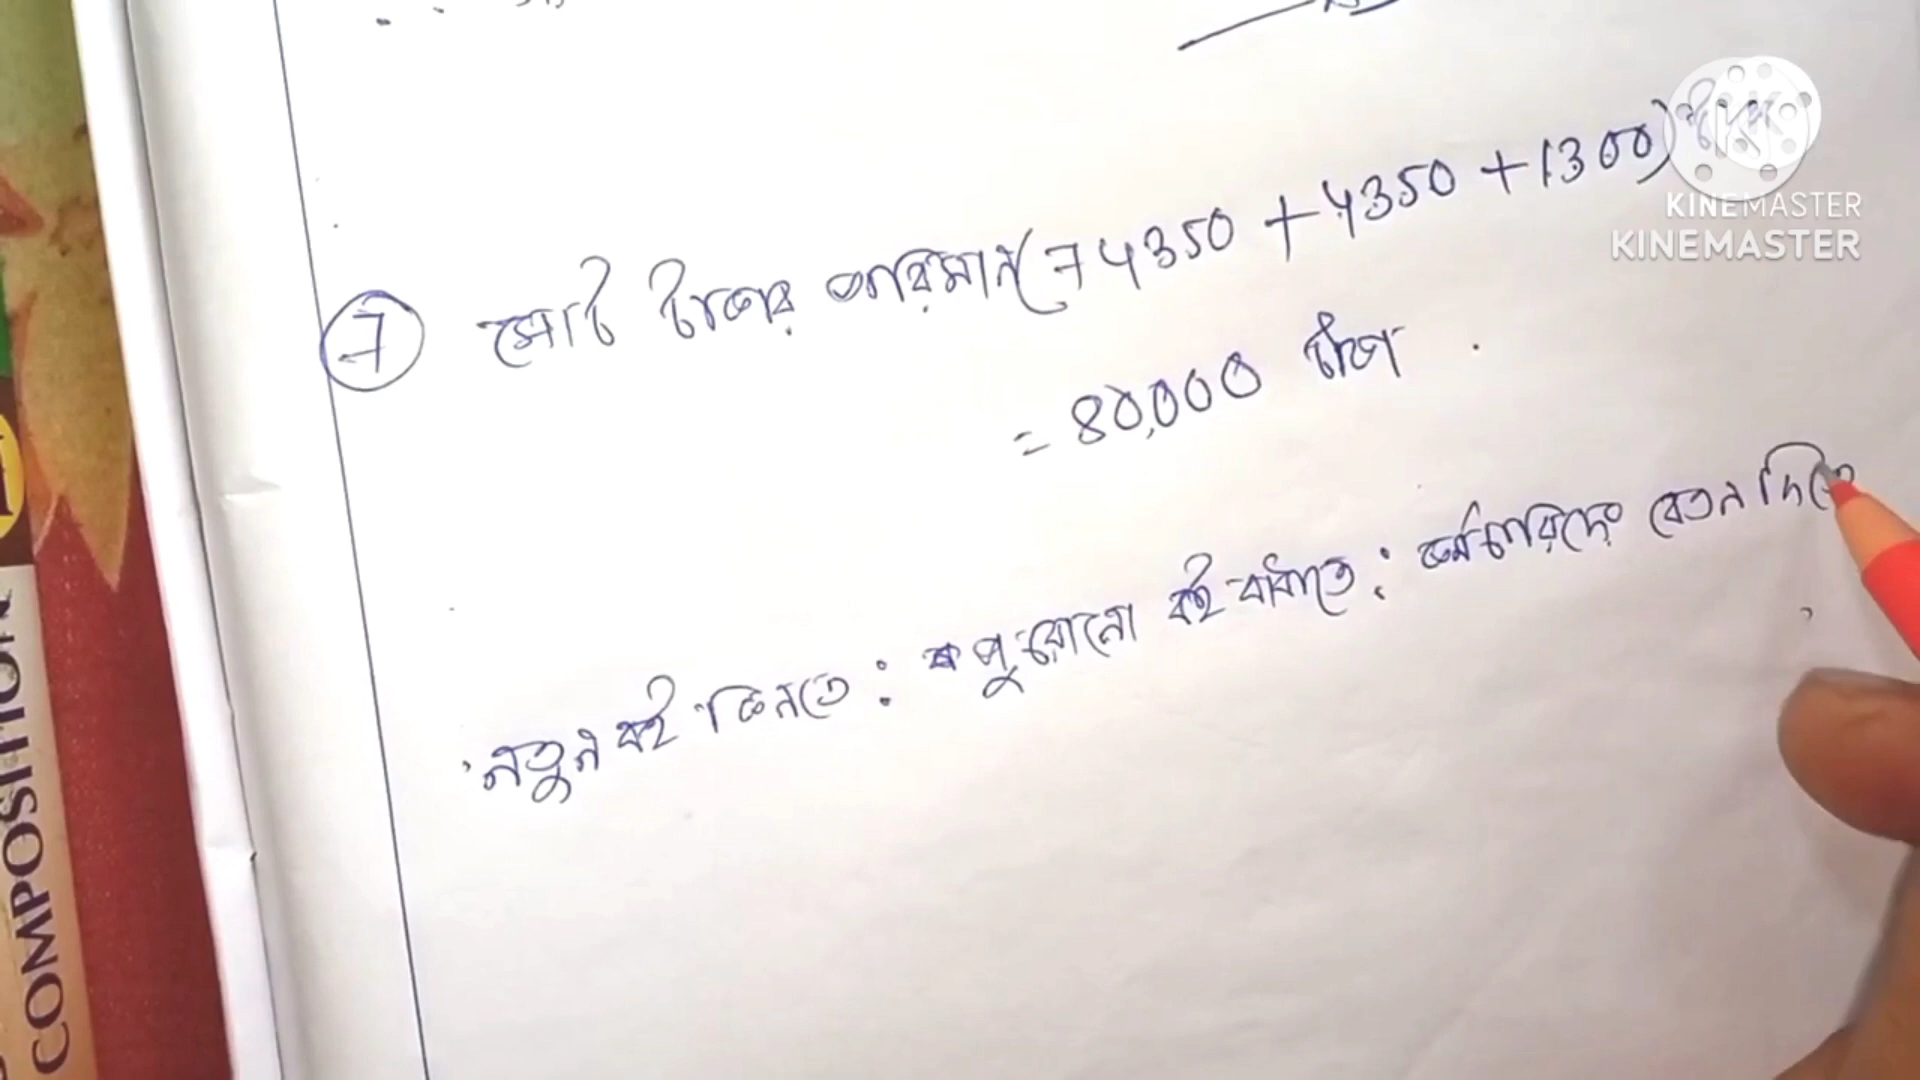 KINEMASTER
KINEMASTER
7 মোট টাকার পরিমান (74350 + 4350 + 1300) টাকা
= 80,000 টাকা
নতুন বই কিনতে : পুরোনো বই বাধাতে : কর্মচারিদের বেতন দিতে
COMPOSITION